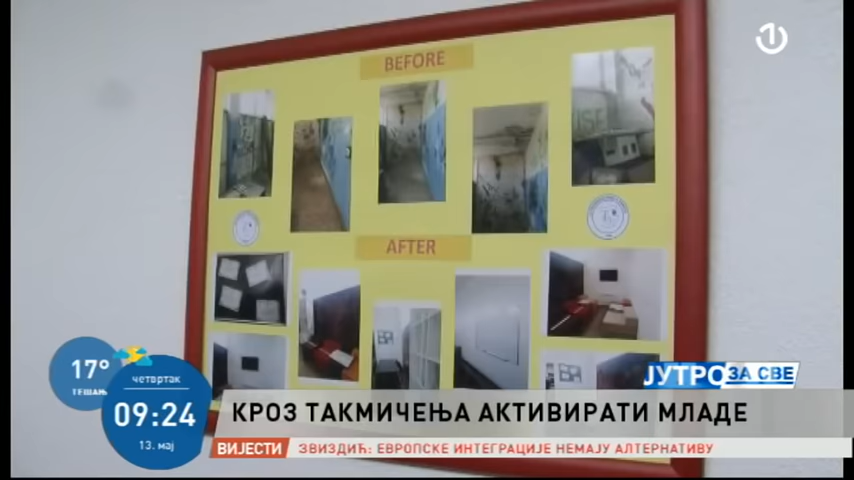 BEFORE
AFTER
17°
ТЕШАЊ
четвртак
09:24
13. мај
ЈУТРО ЗА СВЕ
КРОЗ ТАКМИЧЕЊА АКТИВИРАТИ МЛАДЕ
ВИЈЕСТИ
ЗВИЗДИЋ: ЕВРОПСКЕ ИНТЕГРАЦИЈЕ НЕМАЈУ АЛТЕРНАТИВУ